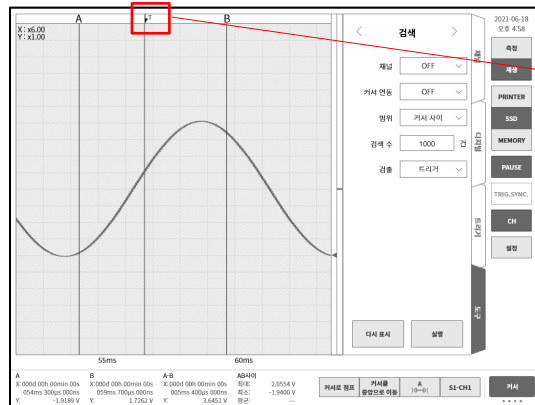 A
T
B
X: x6.00
Y: x1.00
55ms
60ms
검색
채널
OFF
커서 연동
OFF
범위
커서 사이
검색 수
1000
건
검출
트리거
다시 표시
실행
디지털
트리거
도구
2021-06-18
오후 4:58
측정
재생
PRINTER
SSD
MEMORY
PAUSE
TRIG.SYNC.
CH
설정
A
X:000d 00h 00min 00s
054ms 300μs 000ns
Y: -1.9189 V
B
X:000d 00h 00min 00s
059ms 700μs 000ns
Y: 1.7262 V
A-B
X:000d 00h 00min 00s
005ms 400μs 000ns
Y: 3.6451 V
AB사이
최대: 2.0554 V
최소: -1.9400 V
평균: ---
커서로 점프
커서를
중앙으로 이동
A
S1-CH1
커서